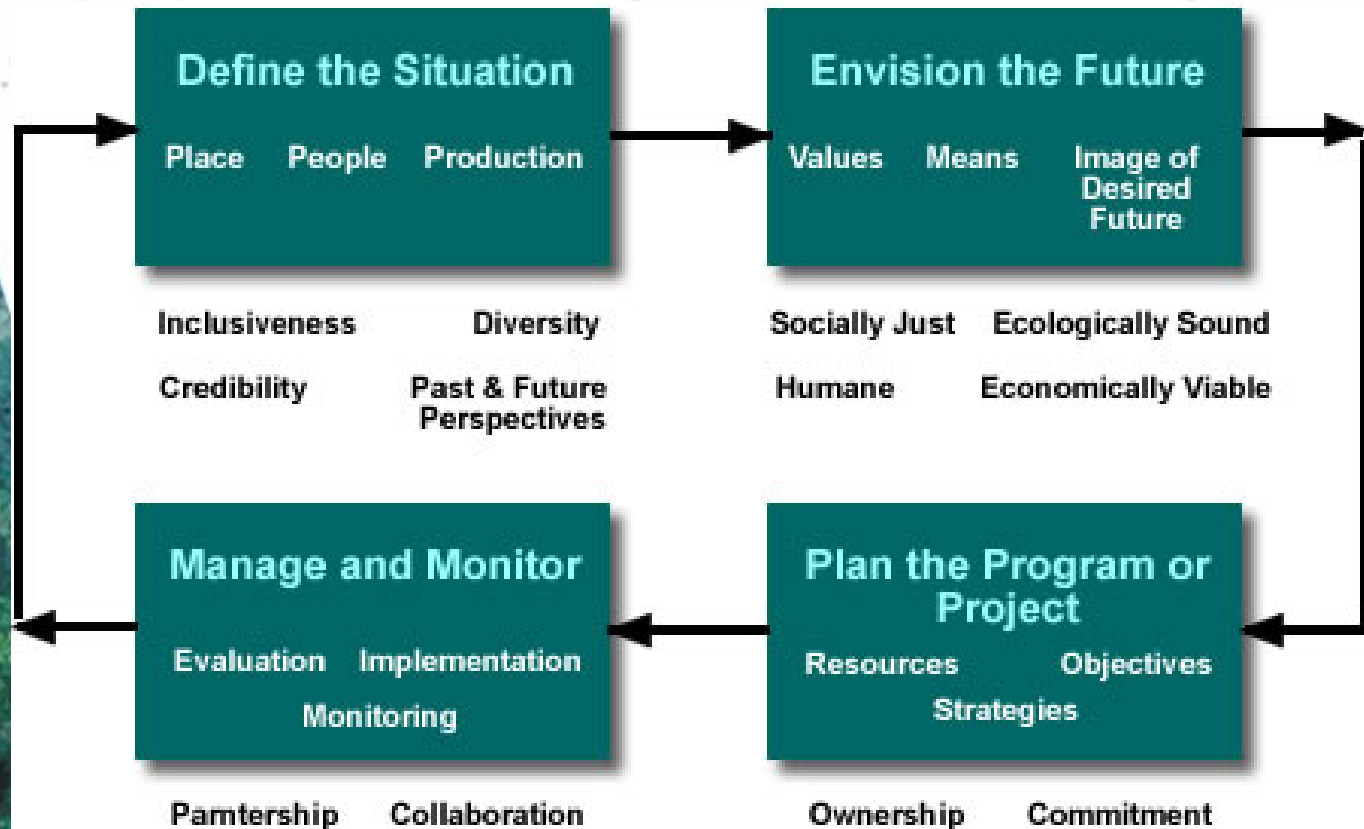 Define the Situation
Place People Production
Inclusiveness Diversity
Credibility Past & Future
Perspectives
Envision the Future
Values Means Image of
Desired
Future
Socially Just Ecologically Sound
Humane Economically Viable
Plan the Program or
Project
Resources Objectives
Strategies
Ownership Commitment
Manage and Monitor
Evaluation Implementation
Monitoring
Parntership Collaboration